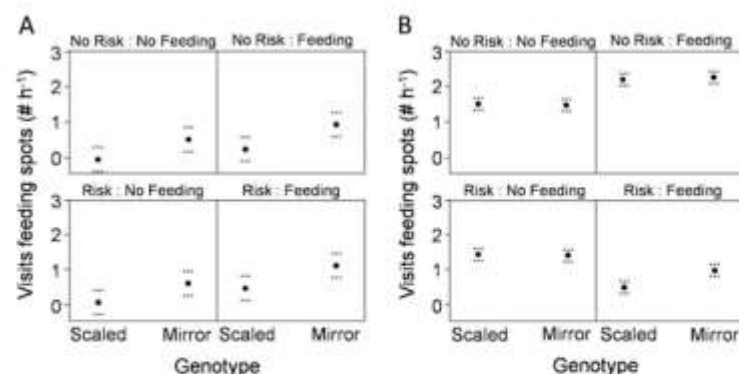 A
No Risk : No Feeding
No Risk : Feeding
3
2
1
0
Risk : No Feeding
Risk : Feeding
3
2
1
0
Visits feeding spots (# h⁻¹)
Scaled Mirror Scaled Mirror
Genotype
B
No Risk : No Feeding
No Risk : Feeding
3
2
1
0
Risk : No Feeding
Risk : Feeding
3
2
1
0
Visits feeding spots (# h⁻¹)
Scaled Mirror Scaled Mirror
Genotype